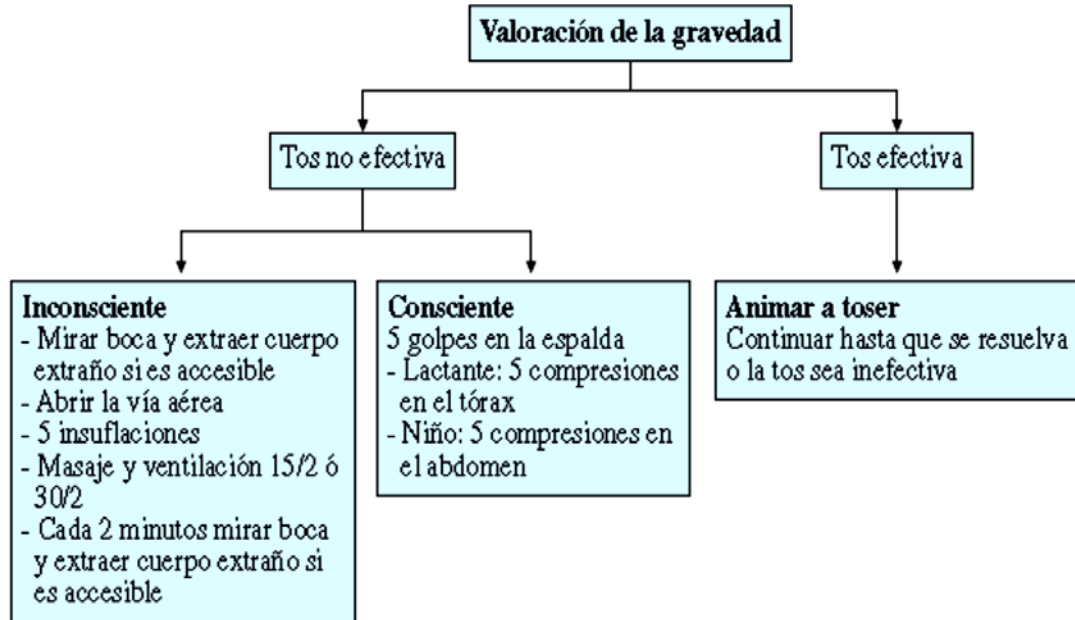 Valoración de la gravedad
Tos no efectiva
Tos efectiva
Inconsciente
- Mirar boca y extraer cuerpo
extraño si es accesible
- Abrir la vía aérea
- 5 insuflaciones
- Masaje y ventilación 15/2 ó
30/2
- Cada 2 minutos mirar boca
y extraer cuerpo extraño si
es accesible
Consciente
5 golpes en la espalda
- Lactante: 5 compresiones
en el tórax
- Niño: 5 compresiones en
el abdomen
Animar a toser
Continuar hasta que se resuelva
o la tos sea inefectiva